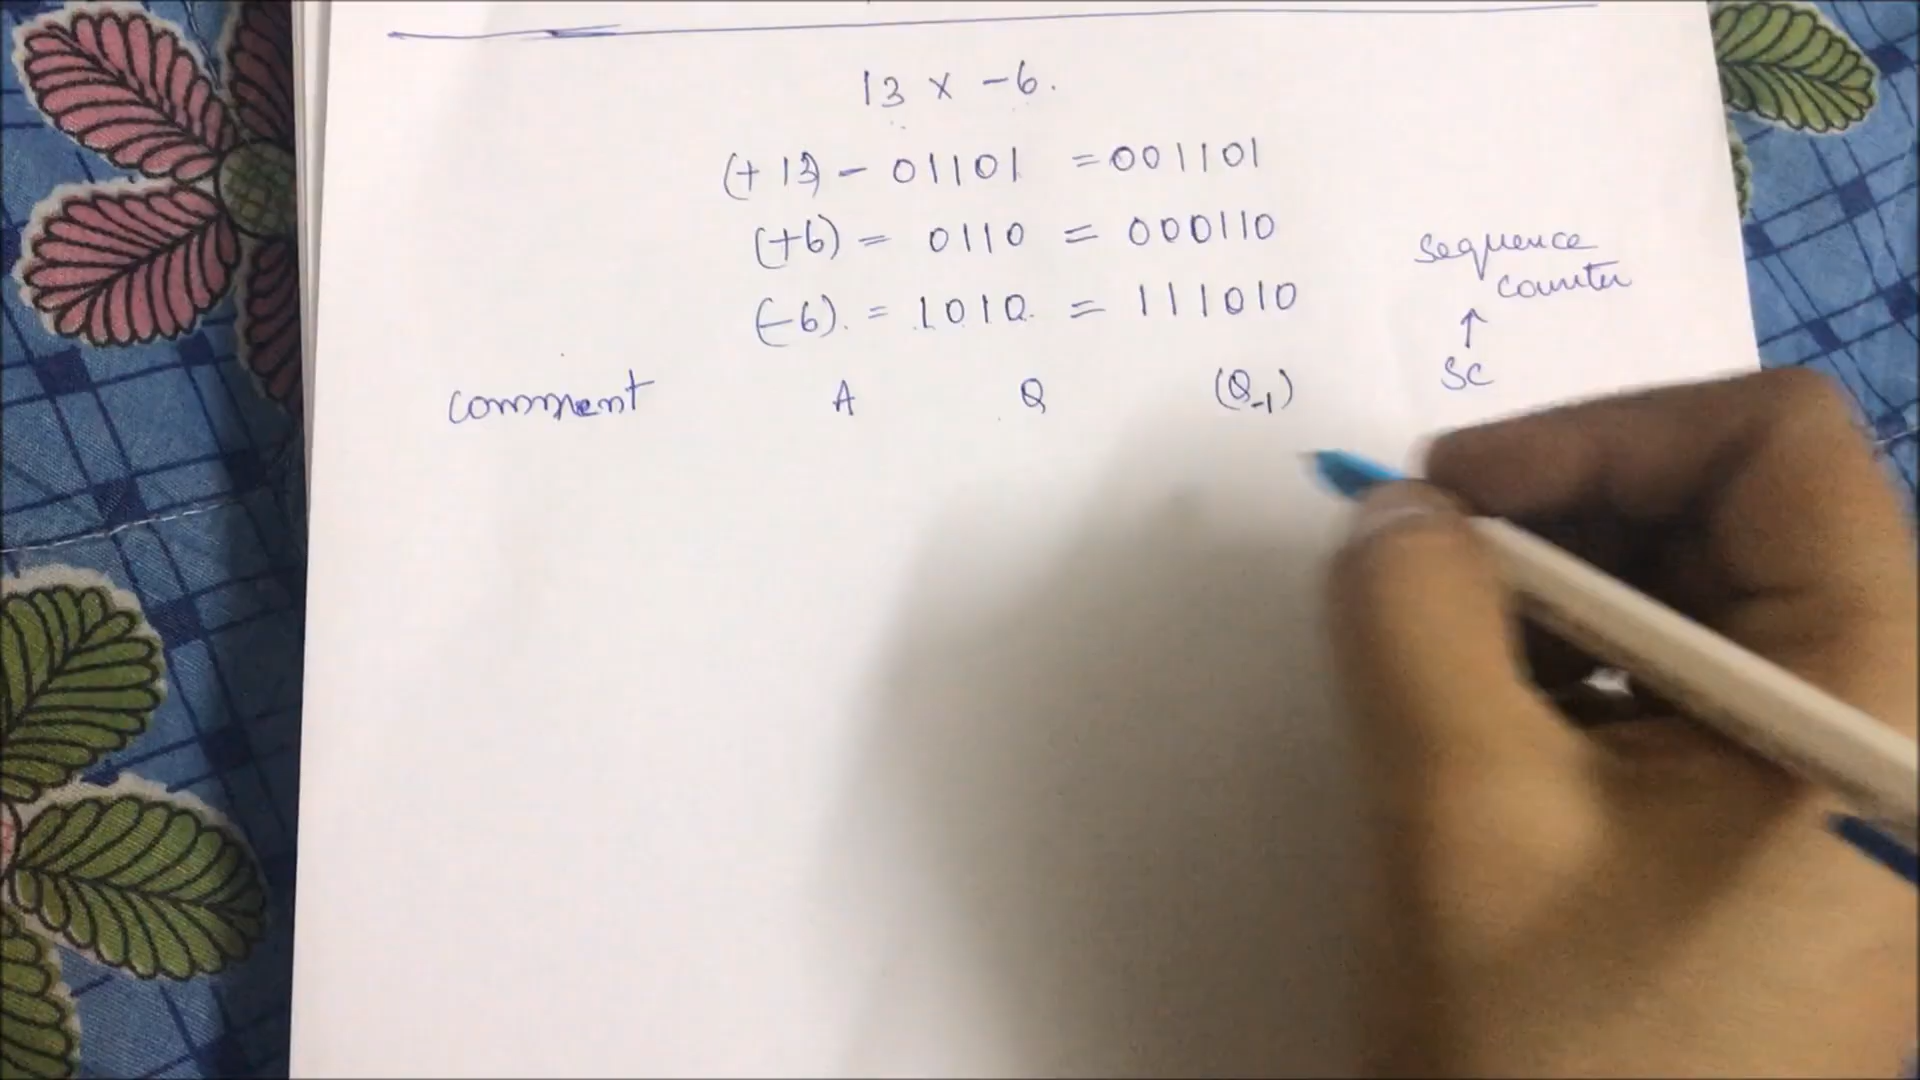 13 x -6.
(+ 13) - 01101 = 001101
(+6) = 0110 = 000110
(-6). = 1010. = 111010
sequence
counter
↑
comment A Q (Q-1) SC